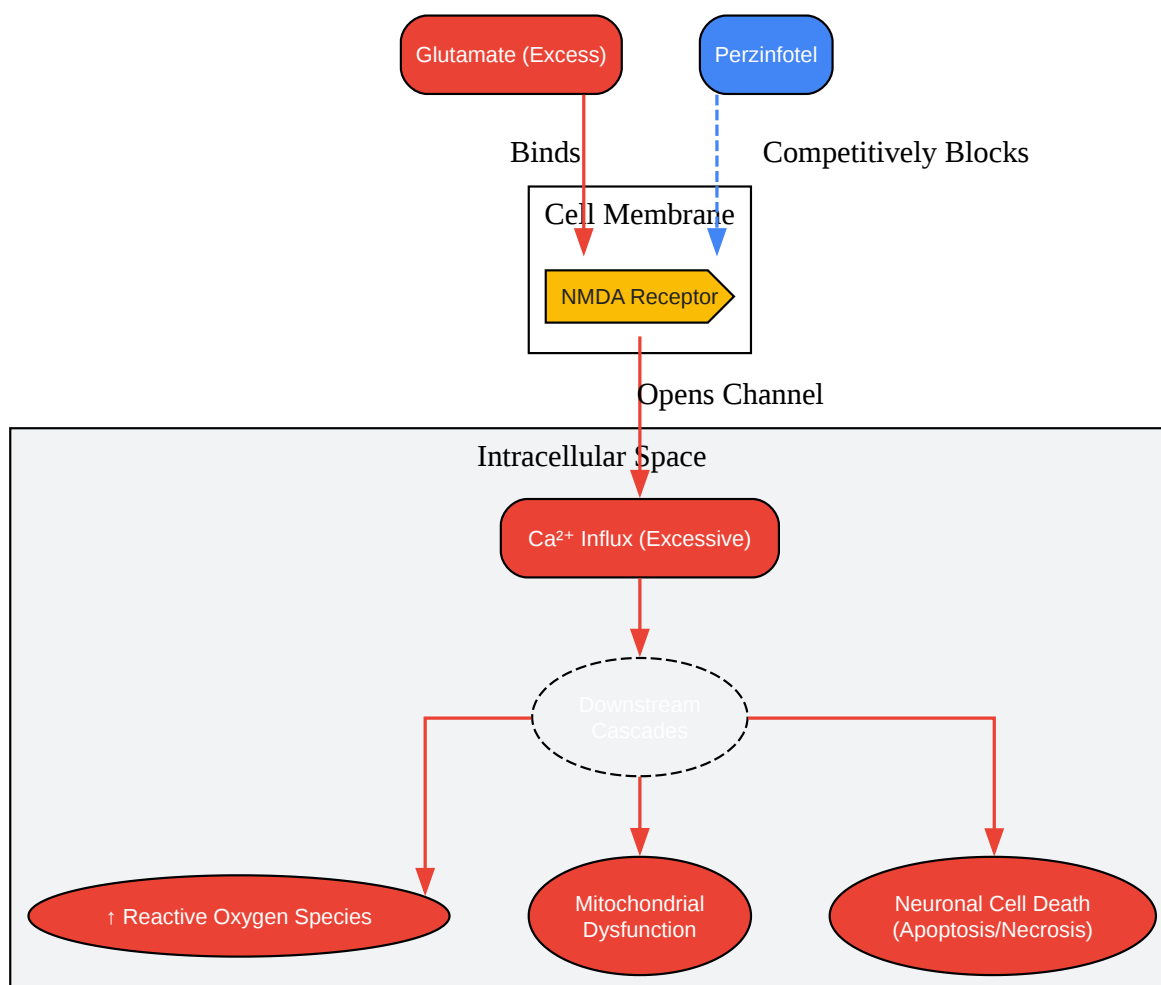 Glutamate (Excess)
Perzinfotel
Binds
Competitively Blocks
Cell Membrane
NMDA Receptor
Opens Channel
Intracellular Space
Ca²⁺ Influx (Excessive)
Downstream
Cascades
↑ Reactive Oxygen Species
Mitochondrial
Dysfunction
Neuronal Cell Death
(Apoptosis/Necrosis)